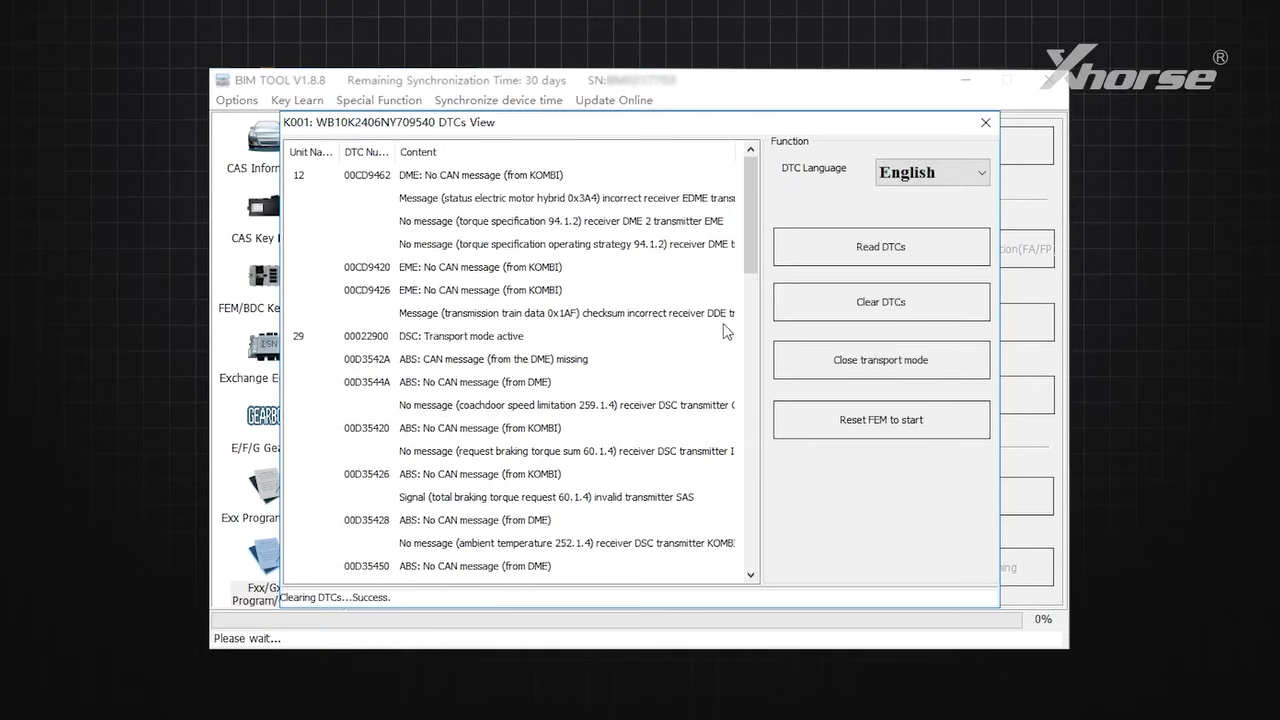 Xhorse®
BIM TOOL V1.8.8 Remaining Synchronization Time: 30 days SN:
Options Key Learn Special Function Synchronize device time Update Online
K001: WB10K2406NY709540 DTCs View
Unit Na... DTC Nu... Content
12 00CD9462 DME: No CAN message (from KOMBI)
Message (status electric motor hybrid 0x3A4) incorrect receiver EDME transm
No message (torque specification 94.1.2) receiver DME 2 transmitter EME
No message (torque specification operating strategy 94.1.2) receiver DME t
00CD9420 EME: No CAN message (from KOMBI)
00CD9426 EME: No CAN message (from KOMBI)
Message (transmission train data 0x1AF) checksum incorrect receiver DDE tr
29 00022900 DSC: Transport mode active
00D3542A ABS: CAN message (from the DME) missing
00D3544A ABS: No CAN message (from DME)
No message (coachdoor speed limitation 259.1.4) receiver DSC transmitter
00D35420 ABS: No CAN message (from KOMBI)
No message (request braking torque sum 60.1.4) receiver DSC transmitter I
00D35426 ABS: No CAN message (from KOMBI)
Signal (total braking torque request 60.1.4) invalid transmitter SAS
00D35428 ABS: No CAN message (from DME)
No message (ambient temperature 252.1.4) receiver DSC transmitter KOMB
00D35450 ABS: No CAN message (from DME)
Function
DTC Language English
Read DTCs
Clear DTCs
Close transport mode
Reset FEM to start
CAS Inform
CAS Key
FEM/BDC Ke
ISN
Exchange E
GEARBO
E/F/G Gea
Exx Program
Fxx/Gx
Program/
tion(FA/FP
ing
Clearing DTCs...Success.
0%
Please wait...